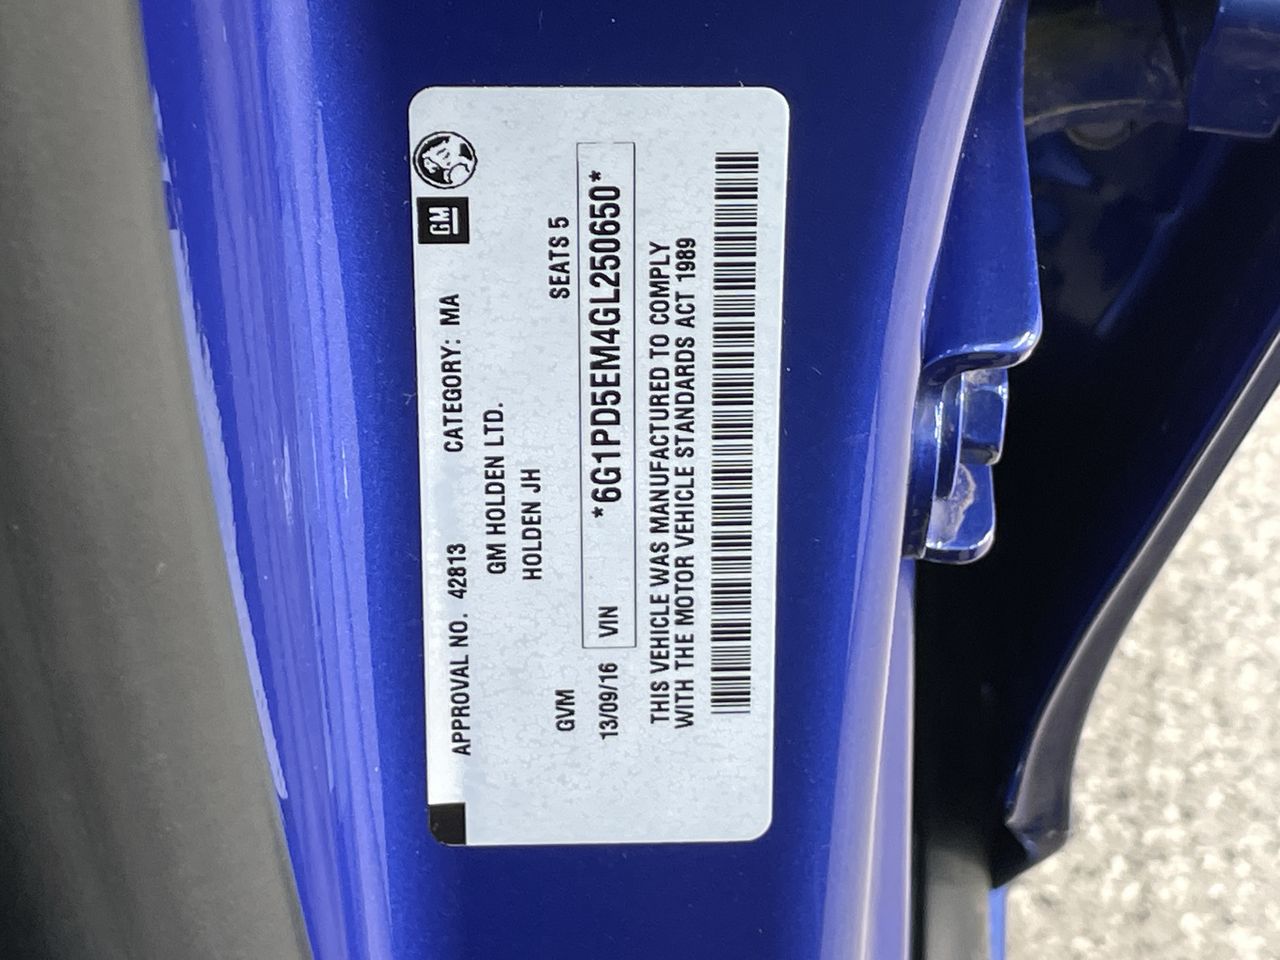 APPROVAL NO. 42813 CATEGORY: MA GM
GM HOLDEN LTD.
HOLDEN JH
GVM SEATS 5
13/09/16 VIN *6G1PD5EM4GL250650*
THIS VEHICLE WAS MANUFACTURED TO COMPLY
WITH THE MOTOR VEHICLE STANDARDS ACT 1989